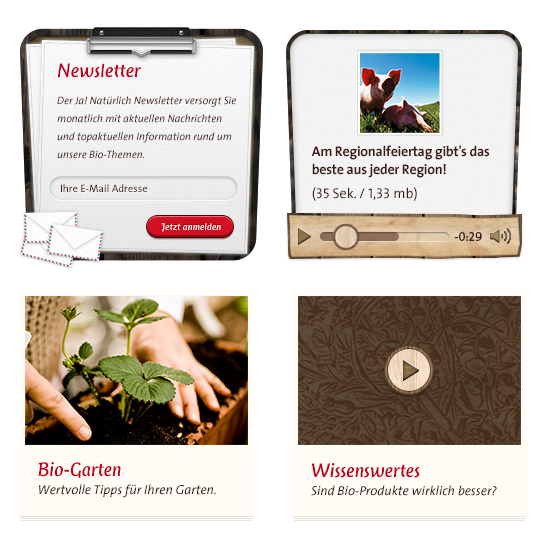 Newsletter
Der Ja! Natürlich Newsletter versorgt Sie
monatlich mit aktuellen Nachrichten
und topaktuellen Information rund um
unsere Bio-Themen.
Ihre E-Mail Adresse
Jetzt anmelden
Am Regionalfeiertag gibt's das
beste aus jeder Region!
(35 Sek. / 1,33 mb)
-0:29
Bio-Garten
Wertvolle Tipps für Ihren Garten.
Wissenswertes
Sind Bio-Produkte wirklich besser?